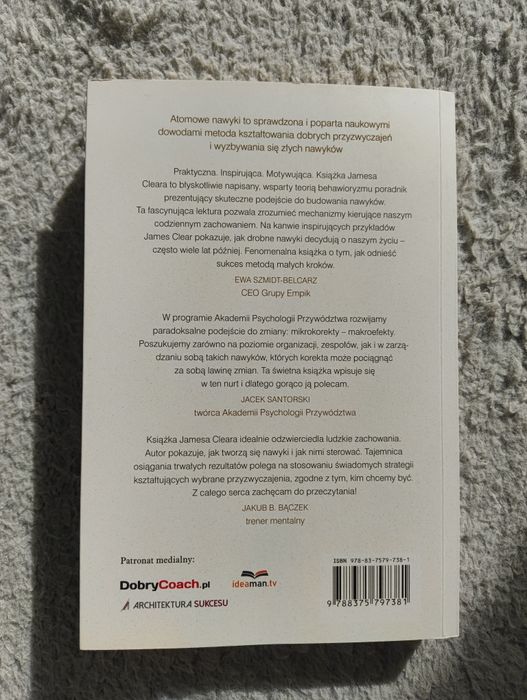 Atomowe nawyki to sprawdzona i poparta naukowymi
dowodami metoda kształtowania dobrych przyzwyczajeń
i wyzbywania się złych nawyków
Praktyczna. Inspirująca. Motywująca. Książka Jamesa
Cleara to błyskotliwie napisany, wsparty teorią behawioryzmu poradnik
prezentujący skuteczne podejście do budowania nawyków.
Ta fascynująca lektura pozwala zrozumieć mechanizmy kierujące naszym
codziennym zachowaniem. Na kanwie inspirujących przykładów
James Clear pokazuje, jak drobne nawyki decydują o naszym życiu –
często wiele lat później. Fenomenalna książka o tym, jak odnieść
sukces metodą małych kroków.
EWA SZMIDT-BELCARZ
CEO Grupy Empik
W programie Akademii Psychologii Przywództwa rozwijamy
paradoksalne podejście do zmiany: mikrokorekty – makroefekty.
Poszukujemy zarówno na poziomie organizacji, zespołów, jak i w zarzą-
dzaniu sobą takich nawyków, których korekta może pociągnąć
za sobą lawinę zmian. Ta świetna książka wpisuje się
w ten nurt i dlatego gorąco ją polecam.
JACEK SANTORSKI
twórca Akademii Psychologii Przywództwa
Książka Jamesa Cleara idealnie odzwierciedla ludzkie zachowania.
Autor pokazuje, jak tworzą się nawyki i jak nimi sterować. Tajemnica
osiągania trwałych rezultatów polega na stosowaniu świadomych strategii
kształtujących wybrane przyzwyczajenia, zgodne z tym, kim chcemy być.
Z całego serca zachęcam do przeczytania!
JAKUB B. BĄCZEK
trener mentalny
Patronat medialny:
DobryCoach.pl
ideaman.tv
ARCHITEKTURA SUKCESU
ISBN 978-83-7579-738-1
9 788375 797381